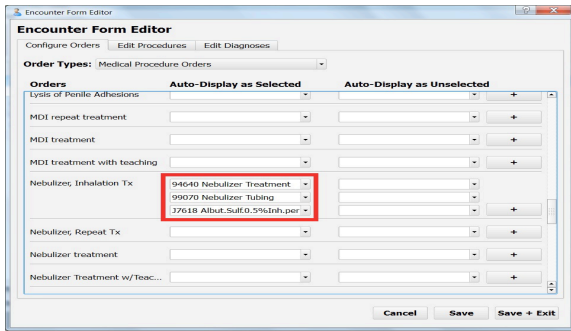 Encounter Form Editor
Encounter Form Editor
Configure Orders Edit Procedures Edit Diagnoses
Order Types: Medical Procedure Orders
Orders Auto-Display as Selected Auto-Display as Unselected
Lysis of Penile Adhesions +
MDI repeat treatment +
MDI treatment +
MDI treatment with teaching +
Nebulizer, Inhalation Tx 94640 Nebulizer Treatment
99070 Nebulizer Tubing
J7618 Albut.Sulf.0.5%Inh.per +
Nebulizer, Repeat Tx +
Nebulizer treatment +
Nebulizer Treatment w/Teac... +
Cancel Save Save + Exit